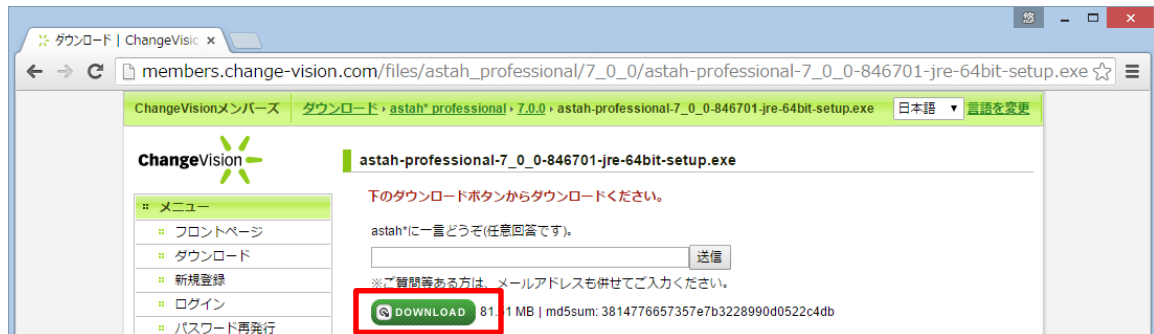 悠
ダウンロード | ChangeVisic
members.change-vision.com/files/astah_professional/7_0_0/astah-professional-7_0_0-846701-jre-64bit-setup.exe
ChangeVisionメンバーズ ダウンロード › astah* professional › 7.0.0 › astah-professional-7_0_0-846701-jre-64bit-setup.exe 日本語 言語を変更
ChangeVision
astah-professional-7_0_0-846701-jre-64bit-setup.exe
下のダウンロードボタンからダウンロードください。
メニュー
astah*に一言どうぞ(任意回答です)。
フロントページ
ダウンロード
送信
新規登録
※ご質問等ある方は、メールアドレスも併せてご入力ください。
ログイン
DOWNLOAD MB | md5sum: 3814776657357e7b3228990d0522c4db
パスワード再発行